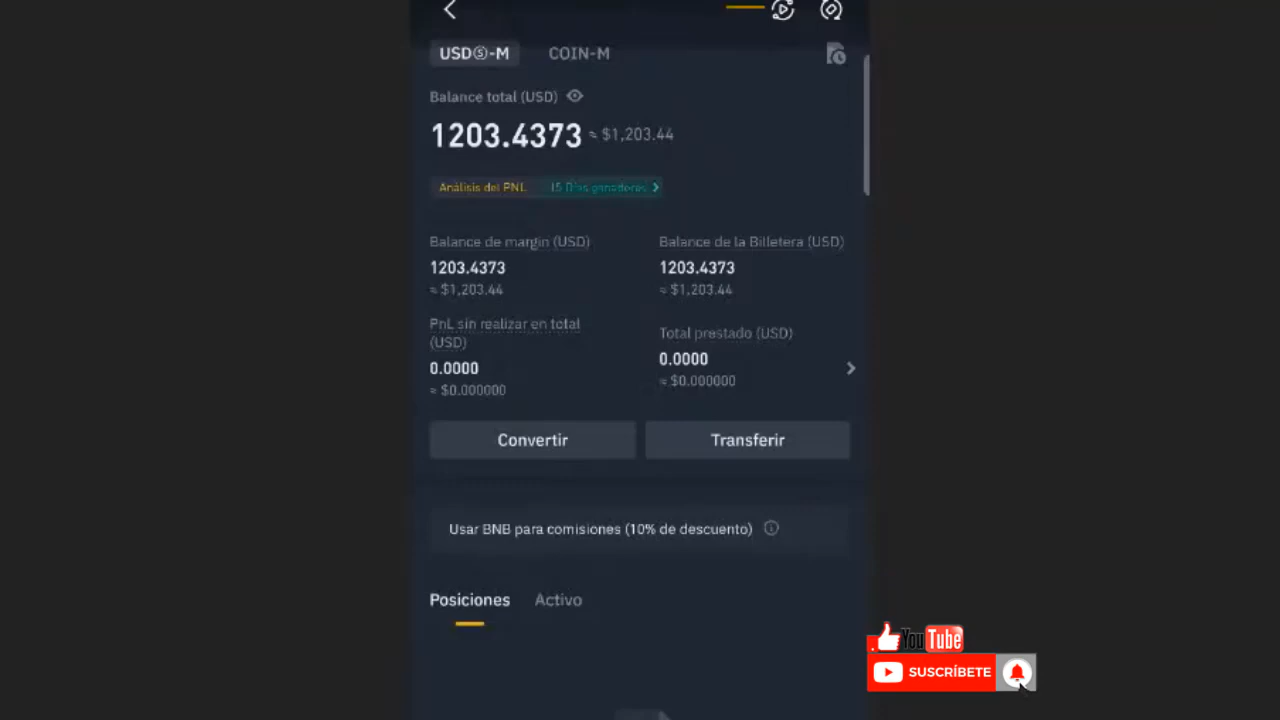 USDⓈ-M COIN-M
Balance total (USD)
1203.4373 ≈ $1,203.44
Análisis del PNL 15 Días ganadores
Balance de margin (USD) Balance de la Billetera (USD)
1203.4373 1203.4373
≈ $1,203.44 ≈ $1,203.44
PnL sin realizar en total
(USD)
Total prestado (USD)
0.0000 0.0000
≈ $0.000000 ≈ $0.000000
Convertir Transferir
Usar BNB para comisiones (10% de descuento)
Posiciones Activo
YouTube
SUSCRÍBETE